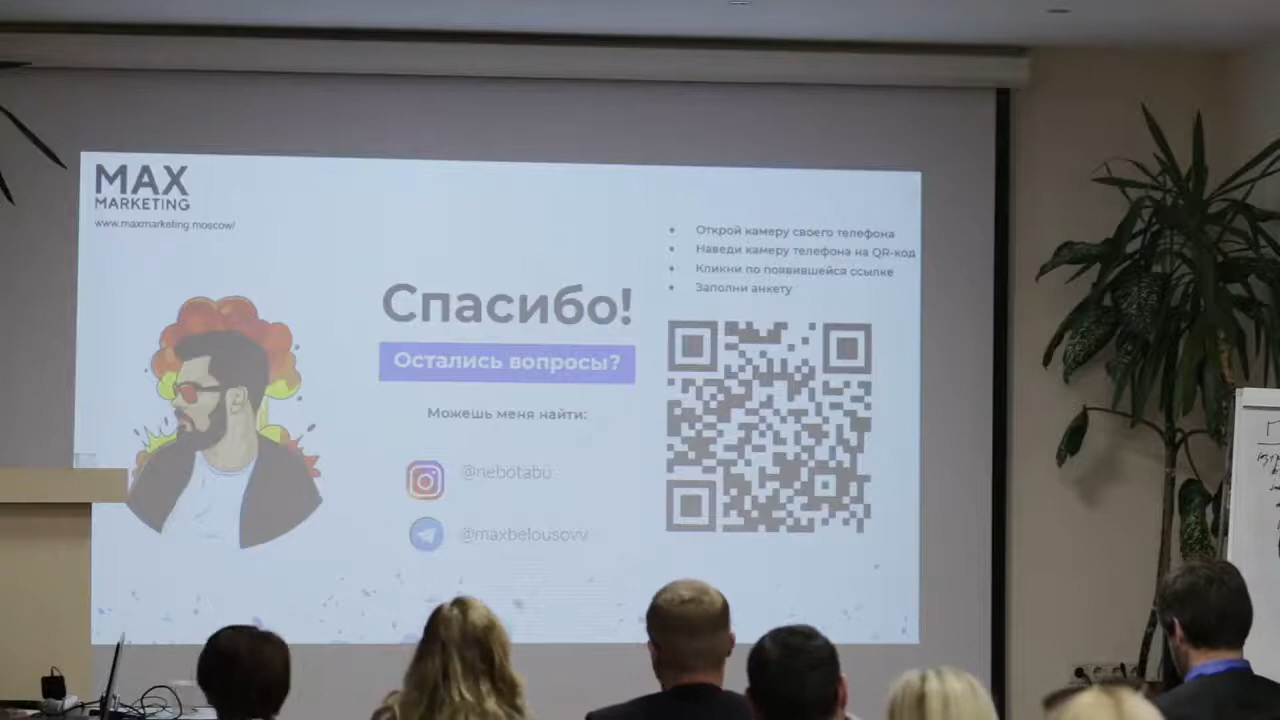 MAX
MARKETING
www.maxmarketing.moscow/
Спасибо!
Остались вопросы?
Можешь меня найти:
@nebotabu
@maxbelousovv
• Открой камеру своего телефона
• Наведи камеру телефона на QR-код
• Кликни по появившейся ссылке
• Заполни анкету